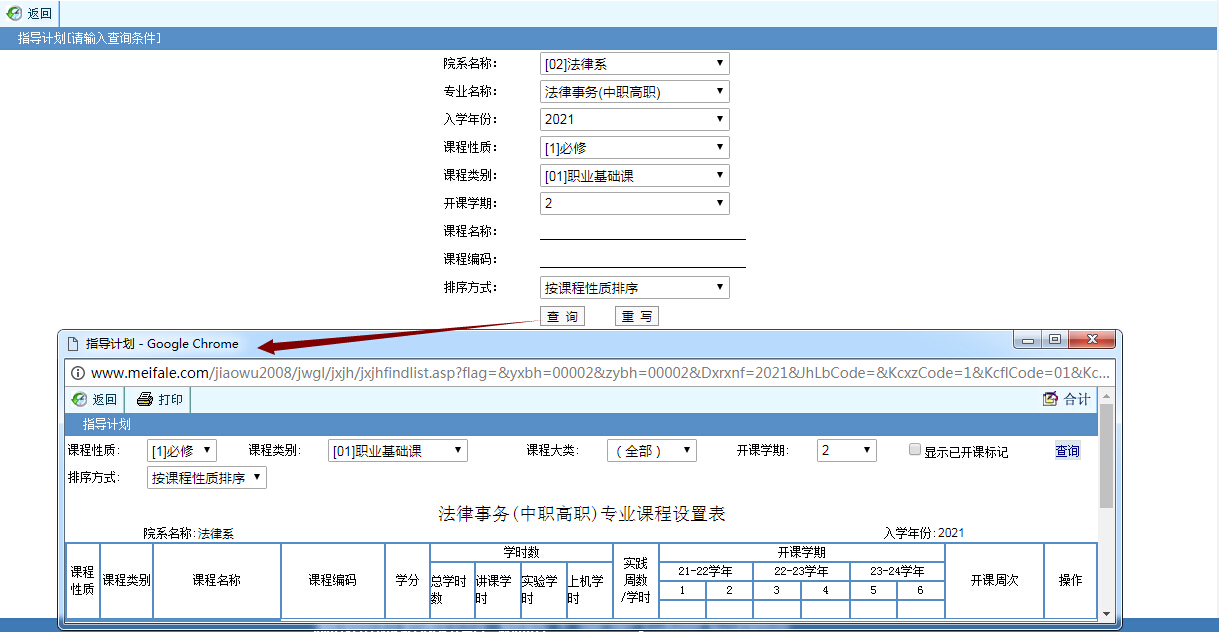 返回
指导计划[请输入查询条件]
院系名称： [02]法律系
专业名称： 法律事务(中职高职)
入学年份： 2021
课程性质： [1]必修
课程类别： [01]职业基础课
开课学期： 2
课程名称：
课程编码：
排序方式： 按课程性质排序
查 询 重 写
指导计划 - Google Chrome
www.meifale.com/jiaowu2008/jwgl/jxjh/jxjhfindlist.asp?flag=&yxbh=00002&zybh=00002&Dxrxnf=2021&JhLbCode=&KcxzCode=1&KcflCode=01&Kc...
返回 打印 合计
指导计划
课程性质: [1]必修 课程类别: [01]职业基础课 课程大类: （全部） 开课学期: 2 显示已开课标记 查询
排序方式: 按课程性质排序
法律事务(中职高职)专业课程设置表
院系名称:法律系 入学年份:2021
课程性质 课程类别 课程名称 课程编码 学分 学时数 实践周数/学时 开课学期 开课周次 操作
总学时数 讲课学时 实验学时 上机学时 21-22学年 22-23学年 23-24学年
1 2 3 4 5 6